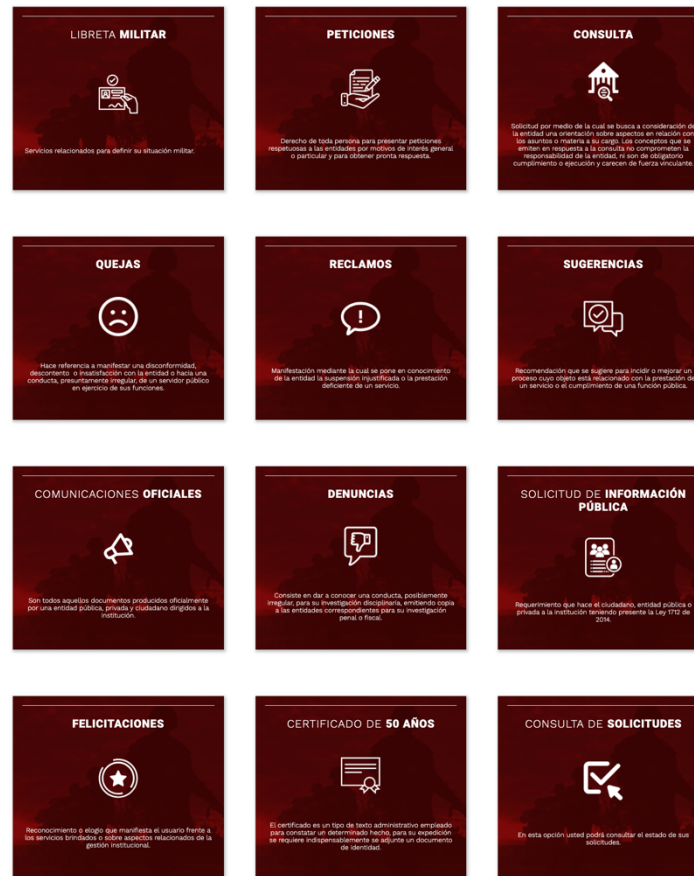 LIBRETA MILITAR
Servicios relacionados para definir su situación militar.
PETICIONES
Derecho de toda persona para presentar peticiones
respetuosas a las entidades por motivos de interés general
o particular y para obtener pronta respuesta.
CONSULTA
Solicitud por medio de la cual se busca a consideración de
la entidad una orientación sobre aspectos en relación con
los asuntos o materia a su cargo. Los conceptos que se
emiten en respuesta a la consulta no comprometen la
responsabilidad de la entidad, ni son de obligatorio
cumplimiento o ejecución y carecen de fuerza vinculante.
QUEJAS
Hace referencia a manifestar una disconformidad,
descontento o insatisfacción con la entidad o hacia una
conducta, presuntamente irregular, de un servidor público
en ejercicio de sus funciones.
RECLAMOS
Manifestación mediante la cual se pone en conocimiento
de la entidad la suspensión injustificada o la prestación
deficiente de un servicio.
SUGERENCIAS
Recomendación que se sugiere para incidir o mejorar un
proceso cuyo objeto está relacionado con la prestación de
un servicio o el cumplimiento de una función pública.
COMUNICACIONES OFICIALES
Son todos aquellos documentos producidos oficialmente
por una entidad pública, privada y ciudadano dirigidos a la
institución.
DENUNCIAS
Consiste en dar a conocer una conducta, posiblemente
irregular, para su investigación disciplinaria, emitiendo copia
a las entidades correspondientes para su investigación
penal o fiscal.
SOLICITUD DE INFORMACIÓN
PÚBLICA
Requerimiento que hace el ciudadano, entidad pública o
privada a la institución teniendo presente la Ley 1712 de
2014.
FELICITACIONES
Reconocimiento o elogio que manifiesta el usuario frente a
los servicios brindados o sobre aspectos relacionados de la
gestión institucional.
CERTIFICADO DE 50 AÑOS
El certificado es un tipo de texto administrativo empleado
para constatar un determinado hecho, para su expedición
se requiere indispensablemente se adjunte un documento
de identidad.
CONSULTA DE SOLICITUDES
En esta opción usted podrá consultar el estado de sus
solicitudes.